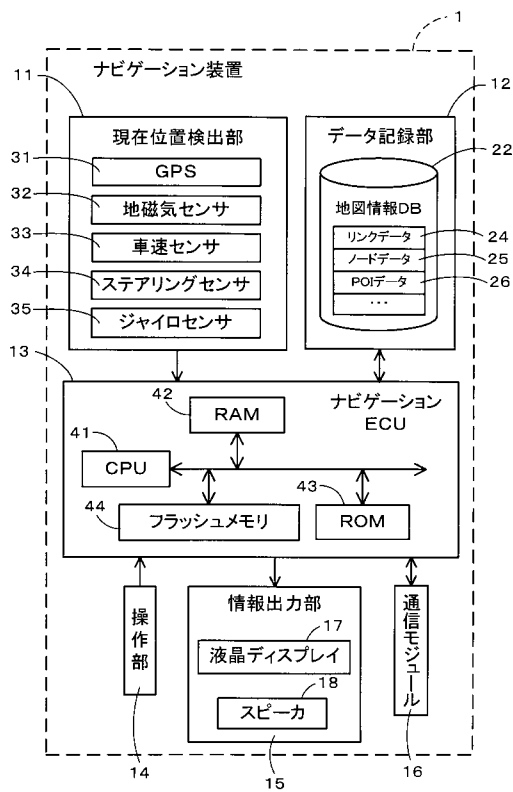 1
ナビゲーション装置
11
現在位置検出部
31
GPS
32
地磁気センサ
33
車速センサ
34
ステアリングセンサ
35
ジャイロセンサ
12
データ記録部
22
地図情報DB
リンクデータ
24
ノードデータ
25
POIデータ
26
・・・
13
ナビゲーション
ECU
42
RAM
41
CPU
44
フラッシュメモリ
43
ROM
操作部
14
情報出力部
17
液晶ディスプレイ
18
スピーカ
15
通信モジュール
16